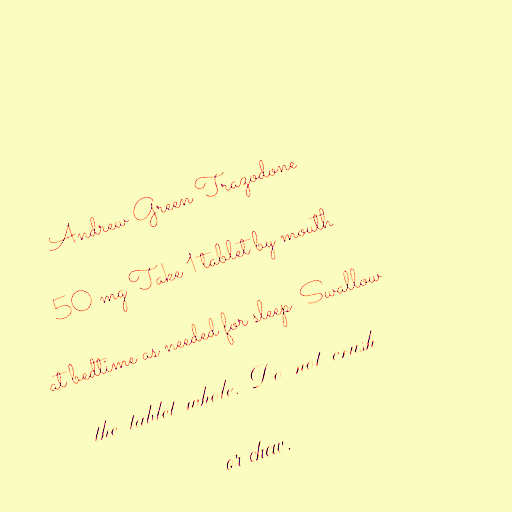 Andrew Green Trazodone
50 mg Take 1 tablet by mouth
at bedtime as needed for sleep Swallow
the tablet whole. Do not crush
or chew.